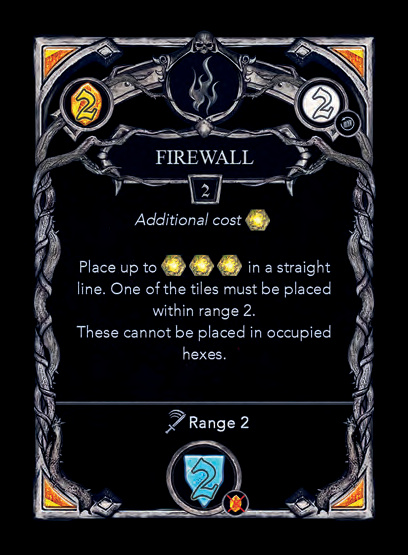 2 2
FIREWALL
2
Additional cost
Place up to in a straight
line. One of the tiles must be placed
within range 2.
These cannot be placed in occupied
hexes.
Range 2
2